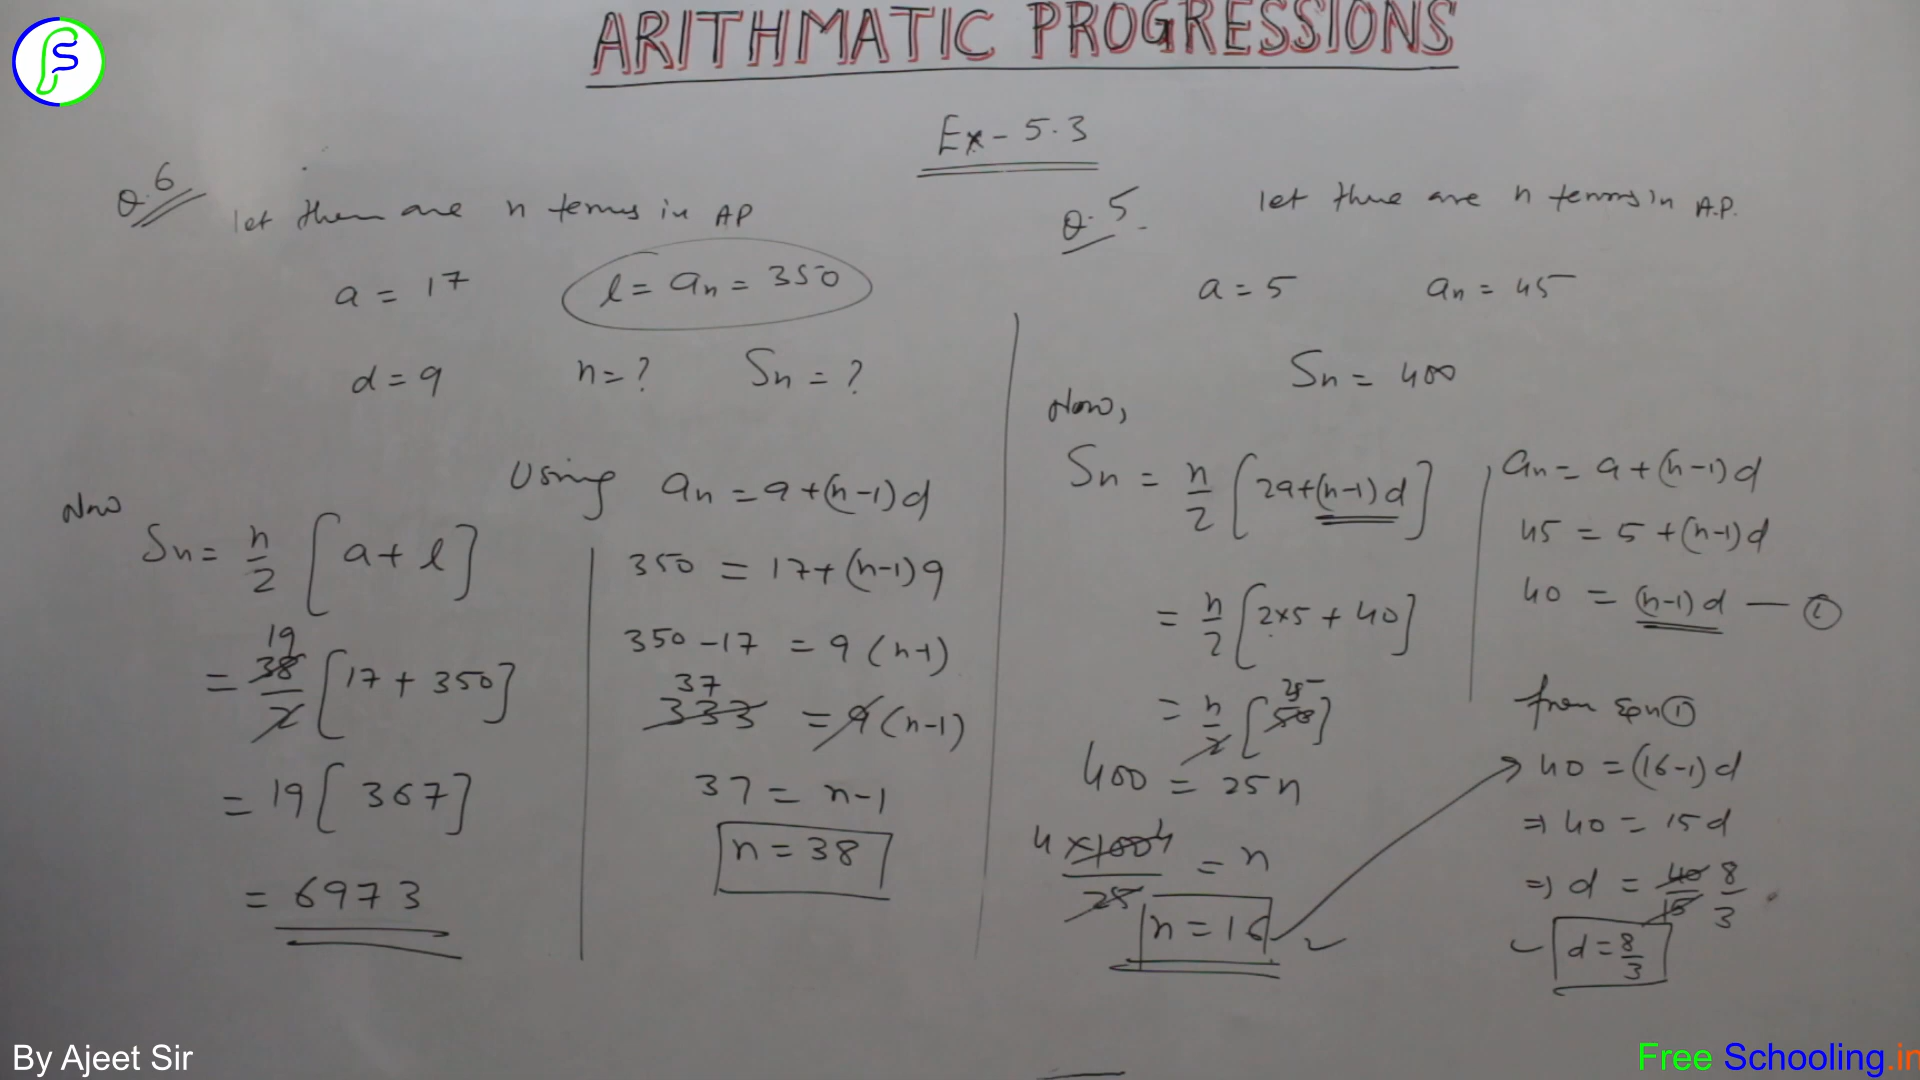 ARITHMATIC PROGRESSIONS
Ex-5.3
Q.6
let them are n terms in AP
a = 17
l = an = 350
d = 9
n = ?
Sn = ?
Using an = a+(n-1)d
350 = 17+(n-1)9
350-17 = 9(n-1)
37
333 = 9(n-1)
37 = n-1
n = 38
Now
Sn = n/2 [a+l]
19
= 38/2 [17+350]
= 19[367]
= 6973
Q.5.
let there are n terms in A.P.
a = 5
an = 45
Sn = 400
Now,
Sn = n/2 [2a+(n-1)d]
= n/2 [2×5+40]
25
= n/2 [50]
400 = 25n
4 ×100 4 / 25 = n
n = 16
an = a+(n-1)d
45 = 5+(n-1)d
40 = (n-1)d — ①
from Eqn ①
40 = (16-1)d
⇒ 40 = 15d
⇒ d = 40/15 8/3
d = 8/3
By Ajeet Sir
Free Schooling.in